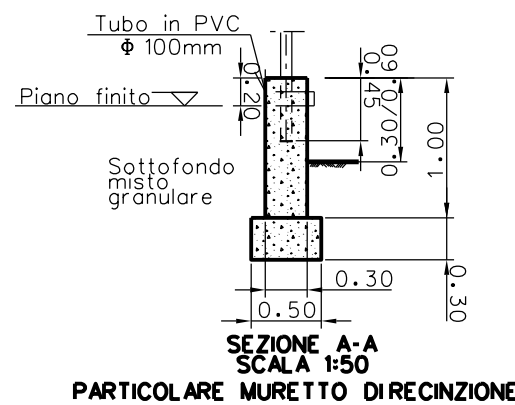 Tubo in PVC
Φ 100mm
Piano finito
0.20
0.45
0.30/0.60
1.00
Sottofondo
misto
granulare
0.30
0.30
0.50
SEZIONE A-A
SCALA 1:50
PARTICOLARE MURETTO DI RECINZIONE